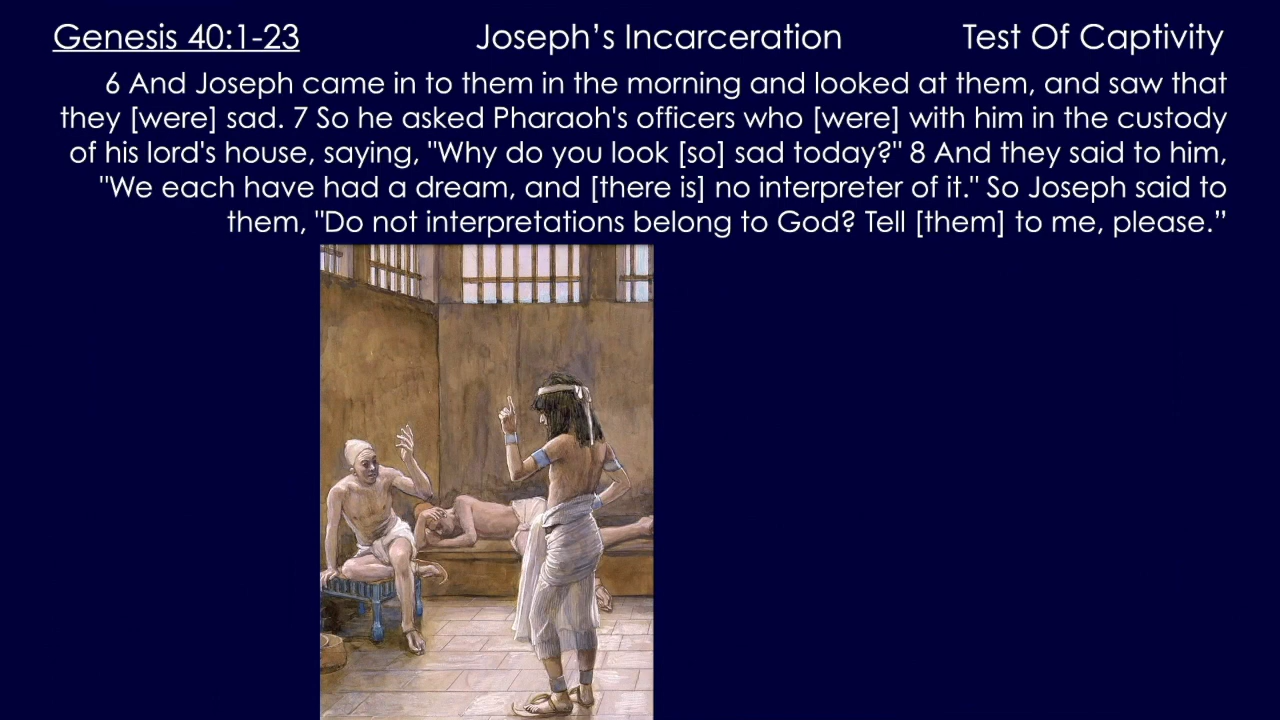 Genesis 40:1-23 Joseph’s Incarceration Test Of Captivity
6 And Joseph came in to them in the morning and looked at them, and saw that
they [were] sad. 7 So he asked Pharaoh's officers who [were] with him in the custody
of his lord's house, saying, "Why do you look [so] sad today?" 8 And they said to him,
"We each have had a dream, and [there is] no interpreter of it." So Joseph said to
them, "Do not interpretations belong to God? Tell [them] to me, please.”